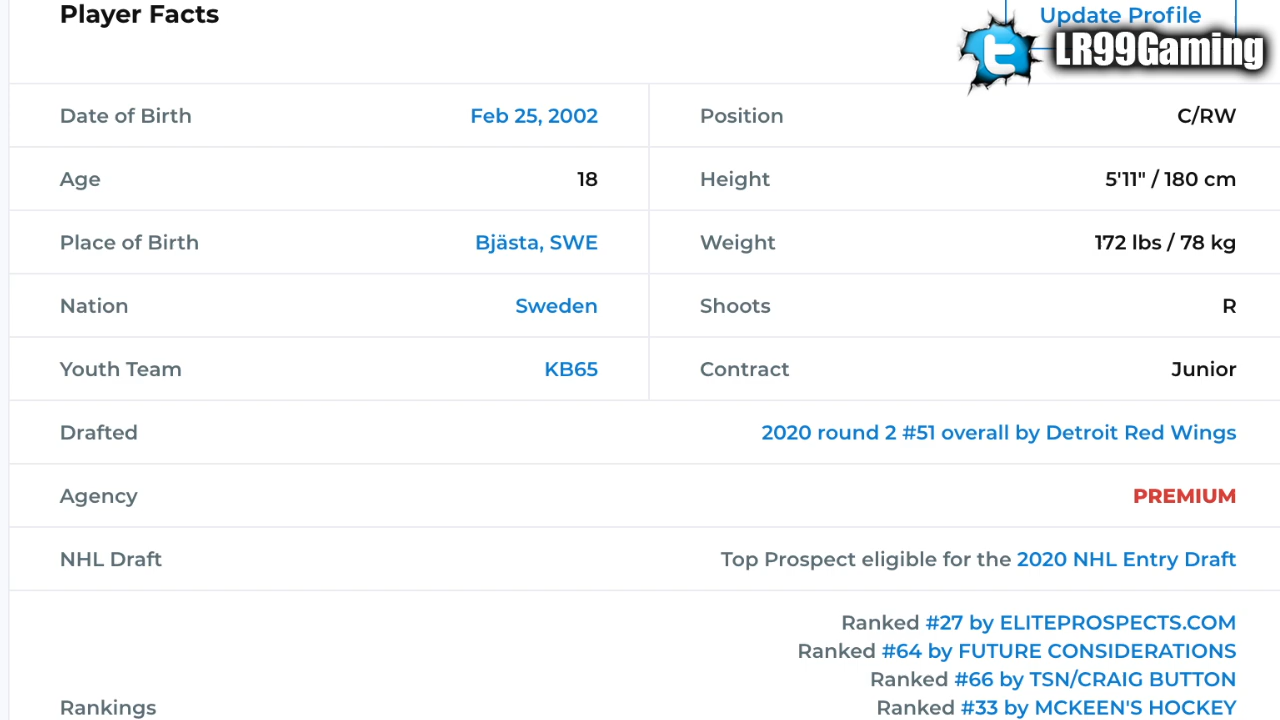 Player Facts
Update Profile
LR99Gaming
Date of Birth Feb 25, 2002 Position C/RW
Age 18 Height 5'11" / 180 cm
Place of Birth Bjästa, SWE Weight 172 lbs / 78 kg
Nation Sweden Shoots R
Youth Team KB65 Contract Junior
Drafted 2020 round 2 #51 overall by Detroit Red Wings
Agency PREMIUM
NHL Draft Top Prospect eligible for the 2020 NHL Entry Draft
Ranked #27 by ELITEPROSPECTS.COM
Ranked #64 by FUTURE CONSIDERATIONS
Ranked #66 by TSN/CRAIG BUTTON
Rankings Ranked #33 by MCKEEN'S HOCKEY